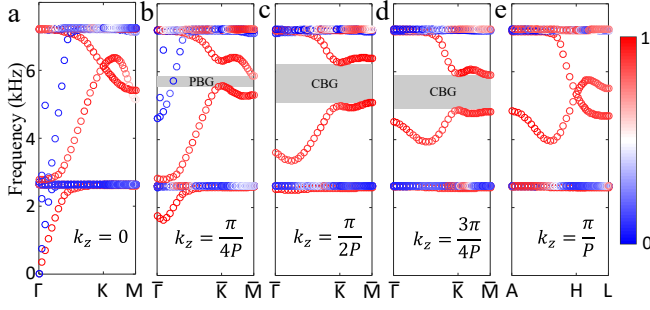 a b c d e
Frequency (kHz)
6
4
2
0
PBG
CBG
CBG
k_z = 0
k_z = π/4P
k_z = π/2P
k_z = 3π/4P
k_z = π/P
Γ K M
Γ̅ K̅ M̅
Γ̅ K̅ M̅
Γ̅ K̅ M̅
A H L
1
0